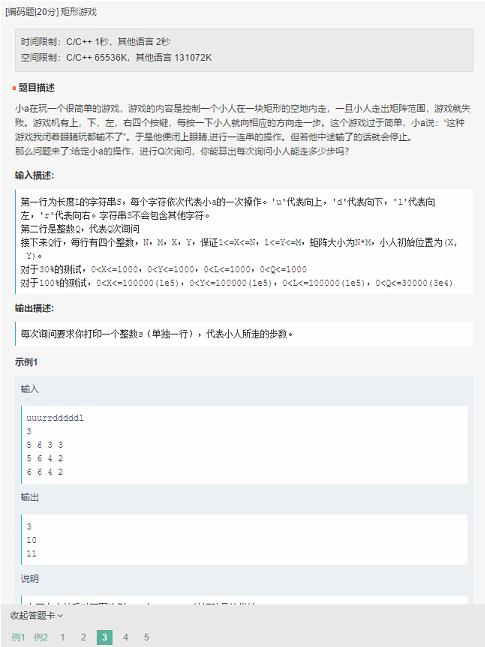 [编码题|20分] 矩形游戏
时间限制：C/C++ 1秒，其他语言 2秒
空间限制：C/C++ 65536K，其他语言 131072K
题目描述
小a在玩一个很简单的游戏，游戏的内容是控制一个小人在一块矩形的空地内走，一旦小人走出矩阵范围，游戏就失
败。游戏机有上，下，左，右四个按键，每按一下小人就向相应的方向走一步。这个游戏过于简单，小a说：“这种
游戏我闭着眼睛玩都输不了”。于是他便闭上眼睛,进行一连串的操作。但若他中途输了的话就会停止。
那么问题来了:给定小a的操作，进行Q次询问，你能算出每次询问小人能走多少步吗？
输入描述:
第一行为长度L的字符串S，每个字符依次代表小a的一次操作。'u'代表向上，'d'代表向下，'l'代表向
左，'r'代表向右。字符串S不会包含其他字符。
第二行是整数Q，代表Q次询问
接下来Q行，每行有四个整数，N，M，X，Y，保证1<=X<=N，1<=Y<=M，矩阵大小为N*M，小人初始位置为(X,
Y)。
对于30%的测试，0<X<=1000，0<Y<=1000，0<L<=1000，0<Q<=1000
对于100%的测试，0<X<=100000(1e5)，0<Y<=100000(1e5)，0<L<=100000(1e5)，0<Q<=30000(3e4)
输出描述:
每次询问要求你打印一个整数s（单独一行），代表小人所走的步数。
示例1
输入
uuurrdddddl
3
5 6 3 3
5 6 4 2
6 6 4 2
输出
3
10
11
说明
收起答题卡
例1 例2 1 2 3 4 5